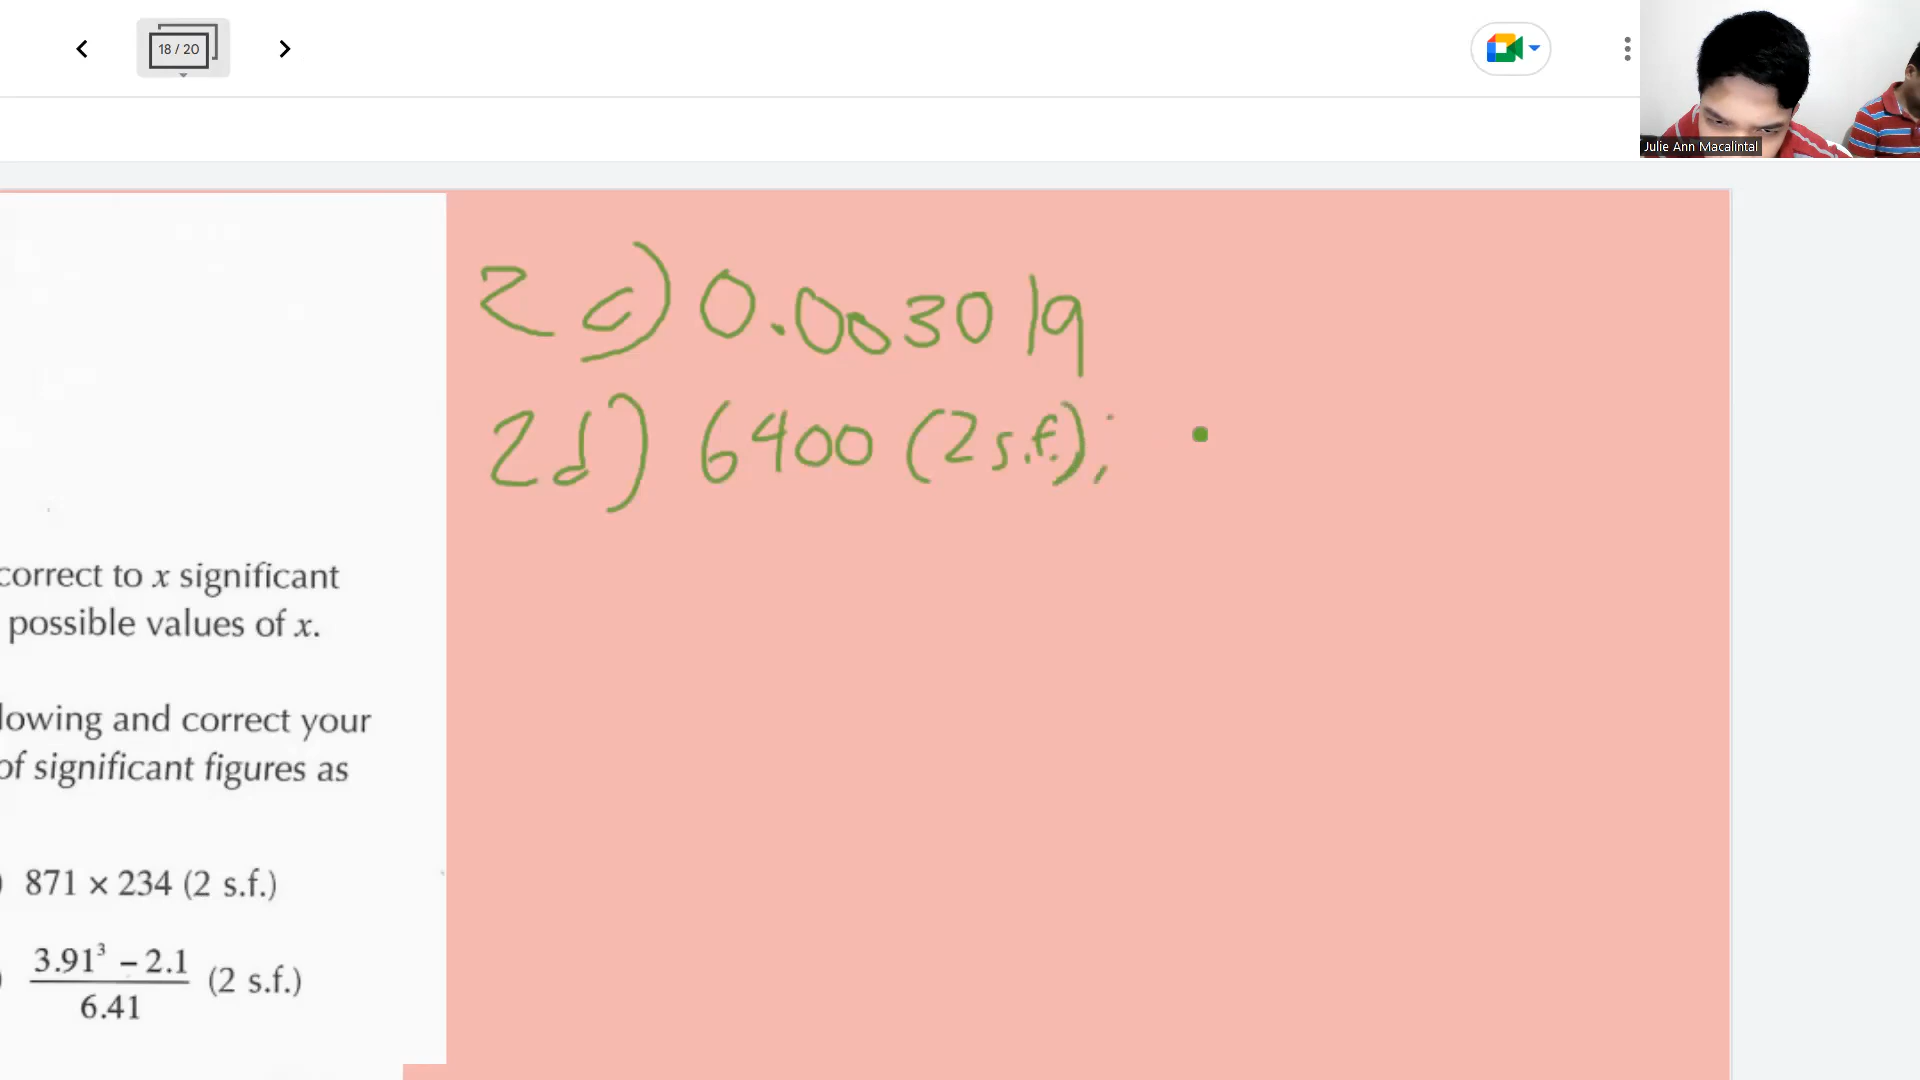 18 / 20
Julie Ann Macalintal
2c) 0.003019
2d) 6400 (2 s.f.);
correct to x significant
possible values of x.
lowing and correct your
of significant figures as
) 871 × 234 (2 s.f.)
) 3.91³ − 2.1 (2 s.f.)
6.41